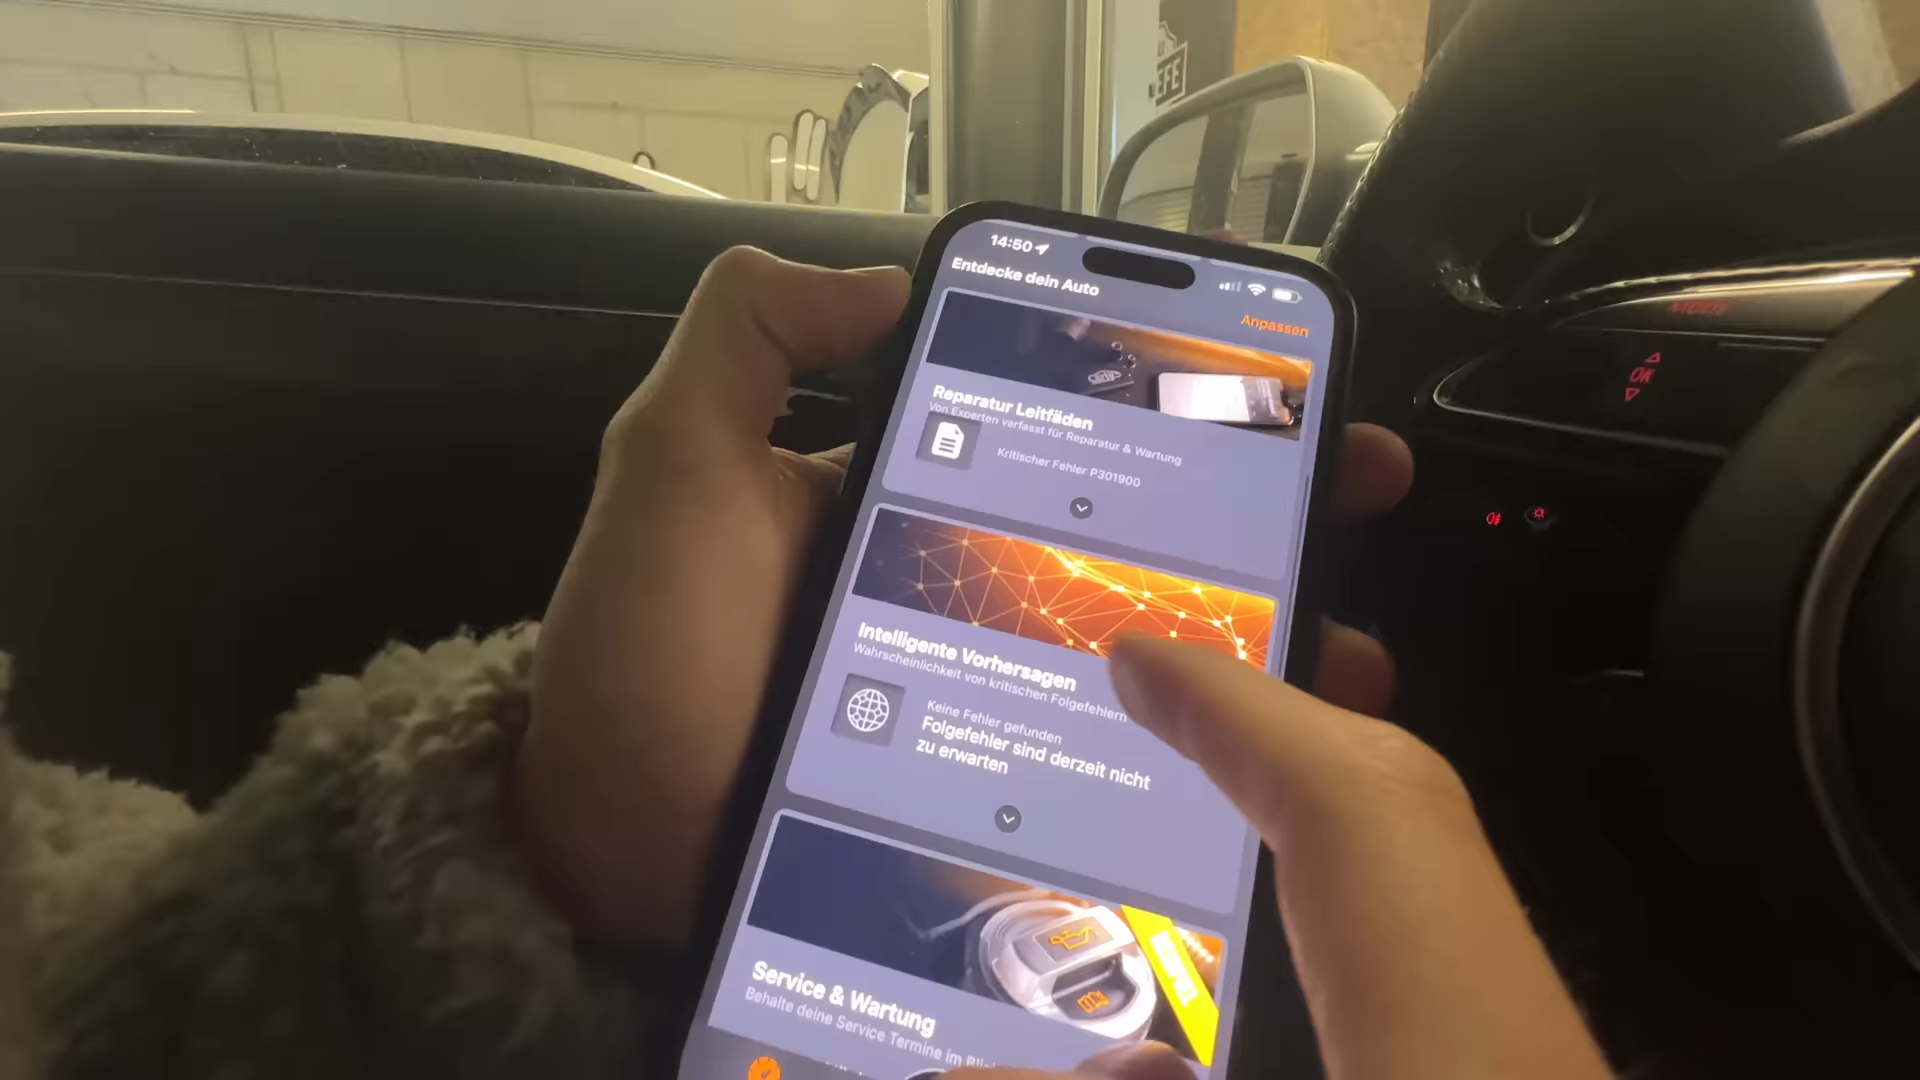 EFE
14:50
Entdecke dein Auto
Anpassen
Reparatur Leitfäden
Von Experten verfasst für Reparatur & Wartung
Kritischer Fehler P301900
Intelligente Vorhersagen
Wahrscheinlichkeit von kritischen Folgefehlern
Keine Fehler gefunden
Folgefehler sind derzeit nicht
zu erwarten
Service & Wartung
Behalte deine Service Termine im
OK